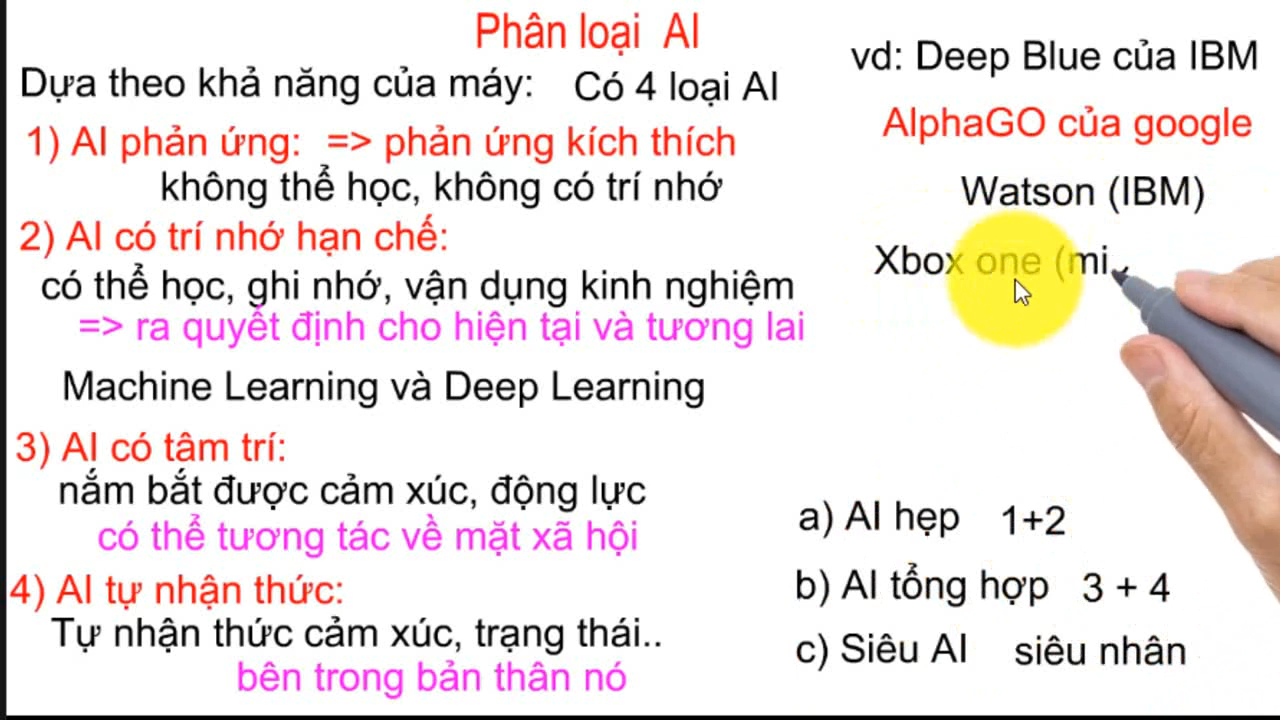 Phân loại AI
Dựa theo khả năng của máy: Có 4 loại AI
1) AI phản ứng: => phản ứng kích thích
không thể học, không có trí nhớ
2) AI có trí nhớ hạn chế:
có thể học, ghi nhớ, vận dụng kinh nghiệm
=> ra quyết định cho hiện tại và tương lai
Machine Learning và Deep Learning
3) AI có tâm trí:
nắm bắt được cảm xúc, động lực
có thể tương tác về mặt xã hội
4) AI tự nhận thức:
Tự nhận thức cảm xúc, trạng thái..
bên trong bản thân nó
vd: Deep Blue của IBM
AlphaGO của google
Watson (IBM)
Xbox one (mi
a) AI hẹp 1+2
b) AI tổng hợp 3 + 4
c) Siêu AI siêu nhân